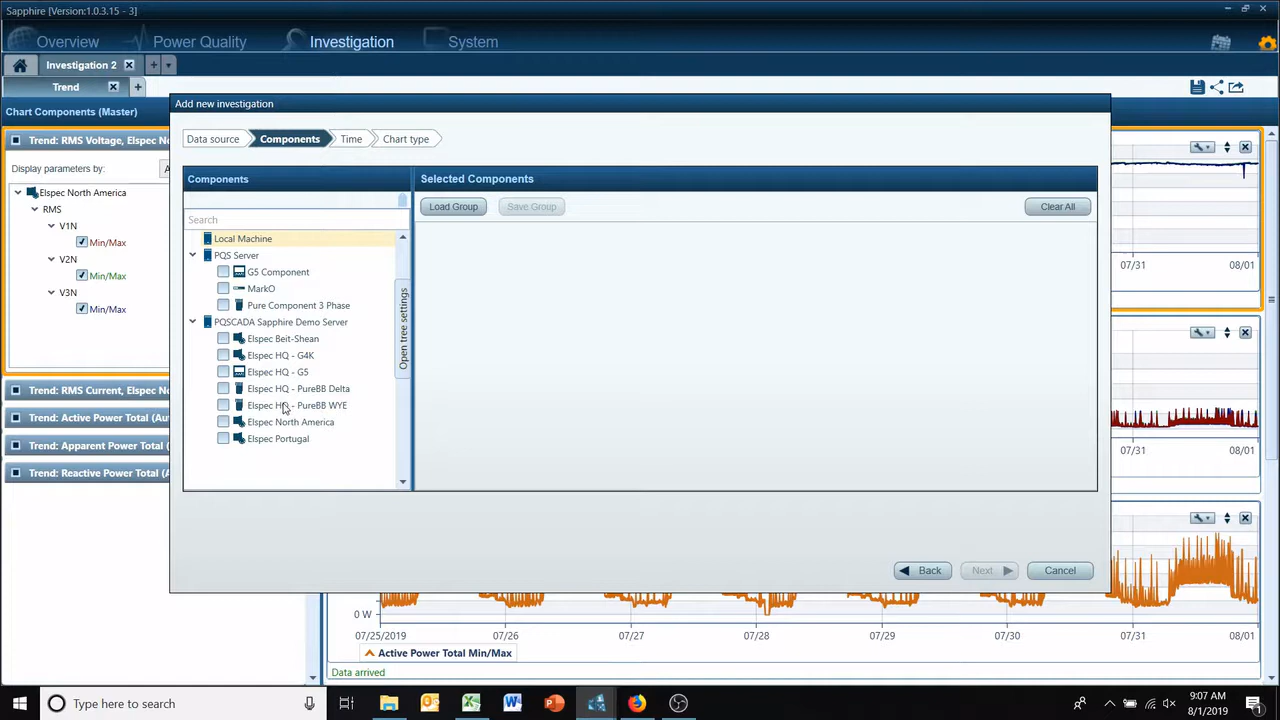 Sapphire (Version:1.0.3.15 - 3]
Overview
Power Quality
Investigation
System
Investigation 2
Trend
Chart Components (Master)
Trend: RMS Voltage, Elspec No
Display parameters by:
A
Elspec North America
RMS
V1N
Min/Max
V2N
Min/Max
V3N
Min/Max
Trend: RMS Current, Elspec No
Trend: Active Power Total (Au
Trend: Apparent Power Total (
Trend: Reactive Power Total (A
Add new investigation
Data source
Components
Time
Chart type
Components
Search
Local Machine
PQS Server
G5 Component
MarkO
Pure Component 3 Phase
PQSCADA Sapphire Demo Server
Elspec Beit-Shean
Elspec HQ - G4K
Elspec HQ - G5
Elspec HQ - PureBB Delta
Elspec HQ - PureBB WYE
Elspec North America
Elspec Portugal
Open tree settings
Selected Components
Load Group
Save Group
Clear All
Back
Next
Cancel
07/31
08/01
07/31
08/01
0 W
07/25/2019
07/26
07/27
07/28
07/29
07/30
07/31
08/01
Active Power Total Min/Max
Data arrived
Type here to search
9:07 AM
8/1/2019
1